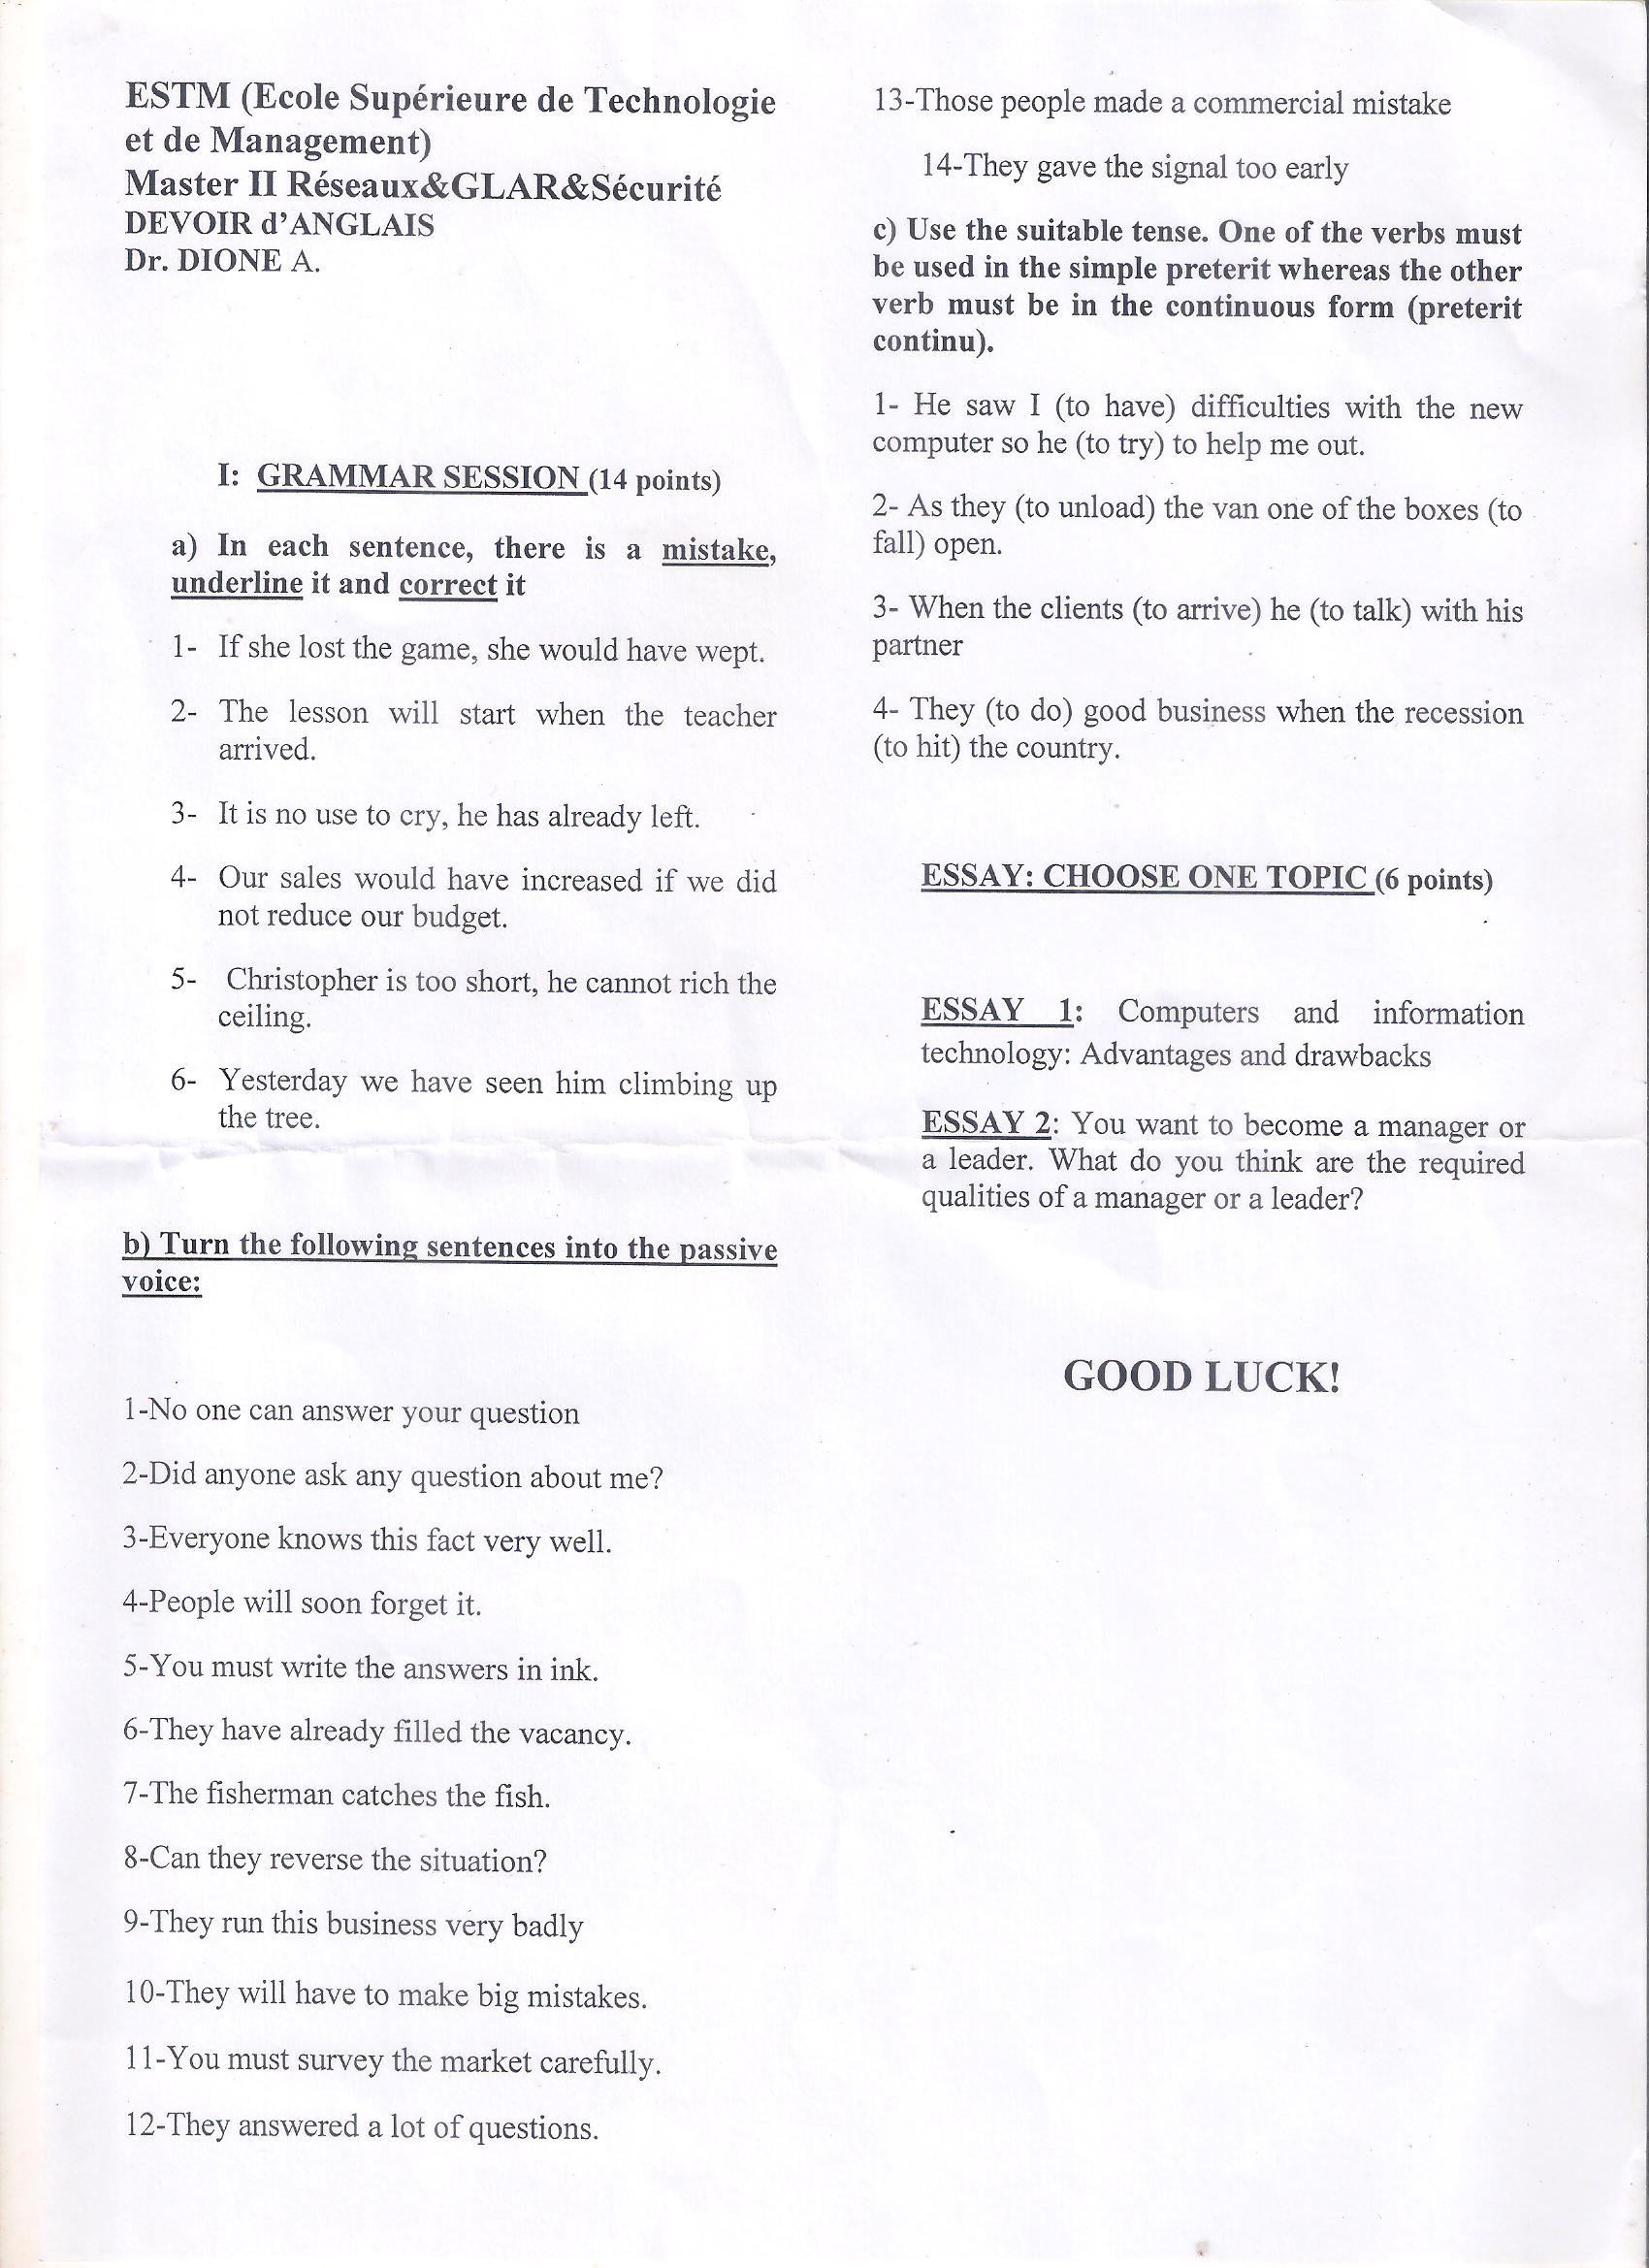 ESTM (Ecole Supérieure de Technologie
et de Management)
Master II Réseaux&GLAR&Sécurité
DEVOIR d'ANGLAIS
Dr. DIONE A.
I: GRAMMAR SESSION (14 points)
a) In each sentence, there is a mistake,
underline it and correct it
1- If she lost the game, she would have wept.
2- The lesson will start when the teacher
arrived.
3- It is no use to cry, he has already left.
4- Our sales would have increased if we did
not reduce our budget.
5- Christopher is too short, he cannot rich the
ceiling.
6- Yesterday we have seen him climbing up
the tree.
b) Turn the following sentences into the passive
voice:
1-No one can answer your question
2-Did anyone ask any question about me?
3-Everyone knows this fact very well.
4-People will soon forget it.
5-You must write the answers in ink.
6-They have already filled the vacancy.
7-The fisherman catches the fish.
8-Can they reverse the situation?
9-They run this business very badly
10-They will have to make big mistakes.
11-You must survey the market carefully.
12-They answered a lot of questions.
13-Those people made a commercial mistake
14-They gave the signal too early
c) Use the suitable tense. One of the verbs must
be used in the simple preterit whereas the other
verb must be in the continuous form (preterit
continu).
1- He saw I (to have) difficulties with the new
computer so he (to try) to help me out.
2- As they (to unload) the van one of the boxes (to
fall) open.
3- When the clients (to arrive) he (to talk) with his
partner
4- They (to do) good business when the recession
(to hit) the country.
ESSAY: CHOOSE ONE TOPIC (6 points)
ESSAY 1: Computers and information
technology: Advantages and drawbacks
ESSAY 2: You want to become a manager or
a leader. What do you think are the required
qualities of a manager or a leader?
GOOD LUCK!